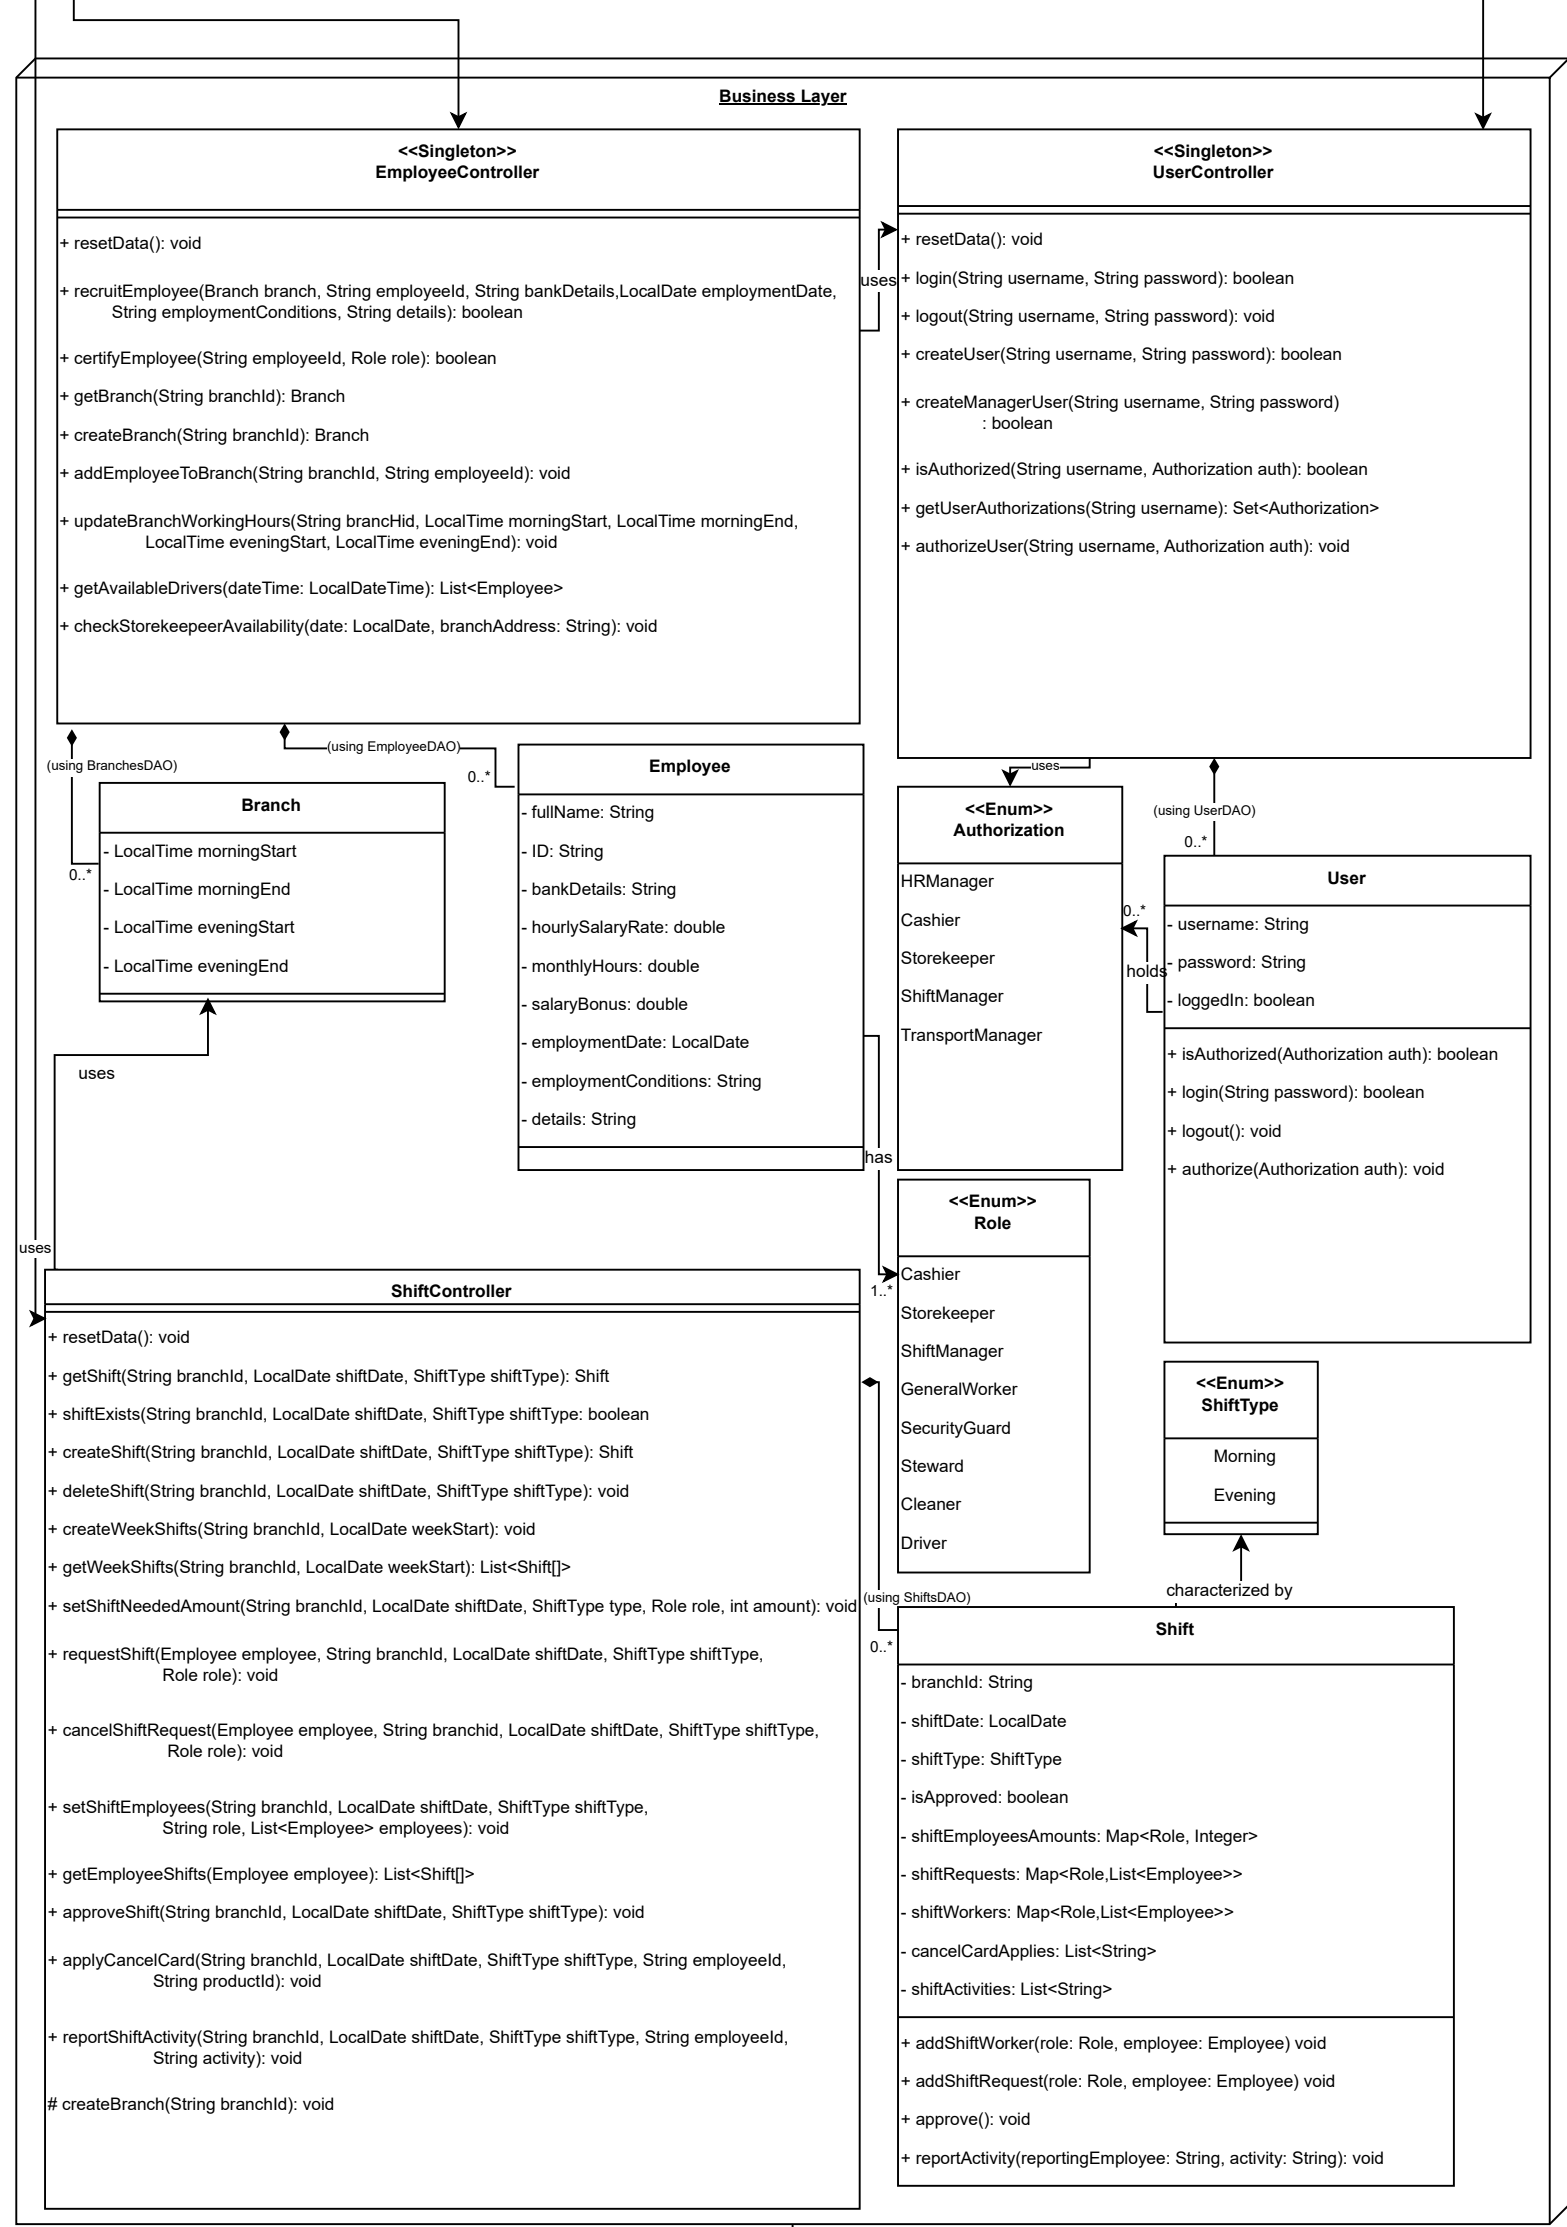 Business Layer
<<Singleton>>
EmployeeController
+ resetData(): void
+ recruitEmployee(Branch branch, String employeeId, String bankDetails,LocalDate employmentDate,
String employmentConditions, String details): boolean
+ certifyEmployee(String employeeId, Role role): boolean
+ getBranch(String branchId): Branch
+ createBranch(String branchId): Branch
+ addEmployeeToBranch(String branchId, String employeeId): void
+ updateBranchWorkingHours(String brancHid, LocalTime morningStart, LocalTime morningEnd,
LocalTime eveningStart, LocalTime eveningEnd): void
+ getAvailableDrivers(dateTime: LocalDateTime): List<Employee>
+ checkStorekeepeerAvailability(date: LocalDate, branchAddress: String): void
uses
<<Singleton>>
UserController
+ resetData(): void
+ login(String username, String password): boolean
+ logout(String username, String password): void
+ createUser(String username, String password): boolean
+ createManagerUser(String username, String password)
: boolean
+ isAuthorized(String username, Authorization auth): boolean
+ getUserAuthorizations(String username): Set<Authorization>
+ authorizeUser(String username, Authorization auth): void
(using BranchesDAO)
0..*
(using EmployeeDAO)
0..*
uses
(using UserDAO)
0..*
Branch
- LocalTime morningStart
- LocalTime morningEnd
- LocalTime eveningStart
- LocalTime eveningEnd
uses
Employee
- fullName: String
- ID: String
- bankDetails: String
- hourlySalaryRate: double
- monthlyHours: double
- salaryBonus: double
- employmentDate: LocalDate
- employmentConditions: String
- details: String
has
1..*
<<Enum>>
Authorization
HRManager
Cashier
Storekeeper
ShiftManager
TransportManager
0..*
holds
User
- username: String
- password: String
- loggedIn: boolean
+ isAuthorized(Authorization auth): boolean
+ login(String password): boolean
+ logout(): void
+ authorize(Authorization auth): void
<<Enum>>
Role
Cashier
Storekeeper
ShiftManager
GeneralWorker
SecurityGuard
Steward
Cleaner
Driver
<<Enum>>
ShiftType
Morning
Evening
characterized by
uses
ShiftController
+ resetData(): void
+ getShift(String branchId, LocalDate shiftDate, ShiftType shiftType): Shift
+ shiftExists(String branchId, LocalDate shiftDate, ShiftType shiftType: boolean
+ createShift(String branchId, LocalDate shiftDate, ShiftType shiftType): Shift
+ deleteShift(String branchId, LocalDate shiftDate, ShiftType shiftType): void
+ createWeekShifts(String branchId, LocalDate weekStart): void
+ getWeekShifts(String branchId, LocalDate weekStart): List<Shift[]>
+ setShiftNeededAmount(String branchId, LocalDate shiftDate, ShiftType type, Role role, int amount): void
+ requestShift(Employee employee, String branchId, LocalDate shiftDate, ShiftType shiftType,
Role role): void
+ cancelShiftRequest(Employee employee, String branchid, LocalDate shiftDate, ShiftType shiftType,
Role role): void
+ setShiftEmployees(String branchId, LocalDate shiftDate, ShiftType shiftType,
String role, List<Employee> employees): void
+ getEmployeeShifts(Employee employee): List<Shift[]>
+ approveShift(String branchId, LocalDate shiftDate, ShiftType shiftType): void
+ applyCancelCard(String branchId, LocalDate shiftDate, ShiftType shiftType, String employeeId,
String productId): void
+ reportShiftActivity(String branchId, LocalDate shiftDate, ShiftType shiftType, String employeeId,
String activity): void
# createBranch(String branchId): void
(using ShiftsDAO)
0..*
Shift
- branchId: String
- shiftDate: LocalDate
- shiftType: ShiftType
- isApproved: boolean
- shiftEmployeesAmounts: Map<Role, Integer>
- shiftRequests: Map<Role,List<Employee>>
- shiftWorkers: Map<Role,List<Employee>>
- cancelCardApplies: List<String>
- shiftActivities: List<String>
+ addShiftWorker(role: Role, employee: Employee) void
+ addShiftRequest(role: Role, employee: Employee) void
+ approve(): void
+ reportActivity(reportingEmployee: String, activity: String): void